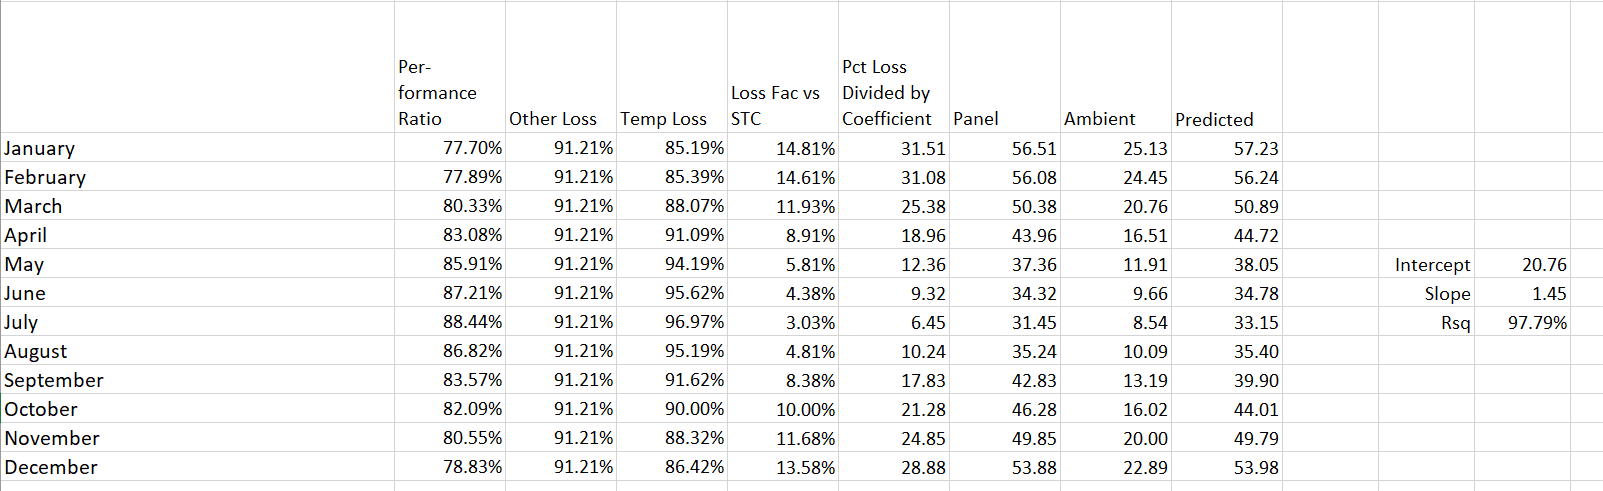 Per-
formance
Ratio Other Loss Temp Loss Loss Fac vs
STC Pct Loss
Divided by
Coefficient Panel Ambient Predicted
January 77.70% 91.21% 85.19% 14.81% 31.51 56.51 25.13 57.23
February 77.89% 91.21% 85.39% 14.61% 31.08 56.08 24.45 56.24
March 80.33% 91.21% 88.07% 11.93% 25.38 50.38 20.76 50.89
April 83.08% 91.21% 91.09% 8.91% 18.96 43.96 16.51 44.72
May 85.91% 91.21% 94.19% 5.81% 12.36 37.36 11.91 38.05 Intercept 20.76
June 87.21% 91.21% 95.62% 4.38% 9.32 34.32 9.66 34.78 Slope 1.45
July 88.44% 91.21% 96.97% 3.03% 6.45 31.45 8.54 33.15 Rsq 97.79%
August 86.82% 91.21% 95.19% 4.81% 10.24 35.24 10.09 35.40
September 83.57% 91.21% 91.62% 8.38% 17.83 42.83 13.19 39.90
October 82.09% 91.21% 90.00% 10.00% 21.28 46.28 16.02 44.01
November 80.55% 91.21% 88.32% 11.68% 24.85 49.85 20.00 49.79
December 78.83% 91.21% 86.42% 13.58% 28.88 53.88 22.89 53.98